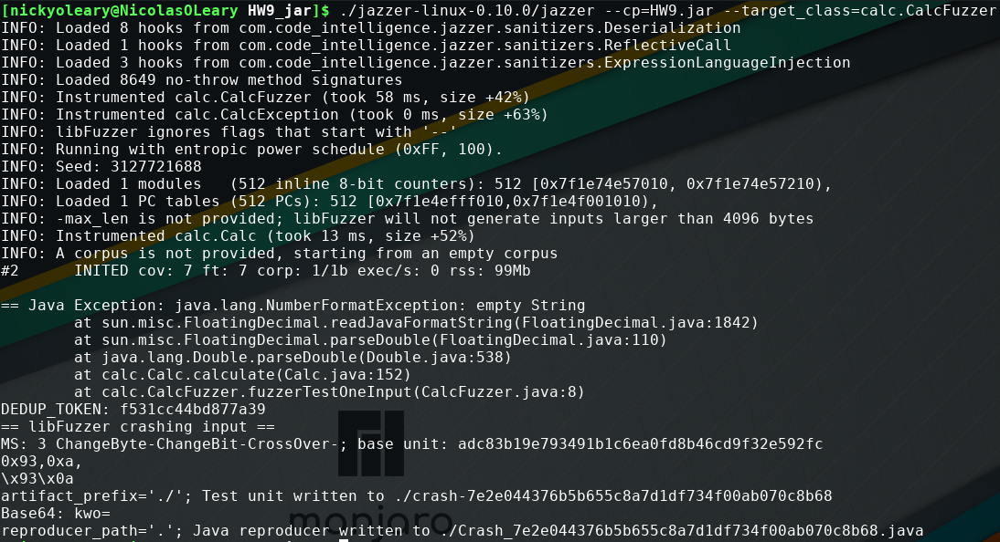 [nickyoleary@NicolasOLeary HW9_jar]$ ./jazzer-linux-0.10.0/jazzer --cp=HW9.jar --target_class=calc.CalcFuzzer
INFO: Loaded 8 hooks from com.code_intelligence.jazzer.sanitizers.Deserialization
INFO: Loaded 1 hooks from com.code_intelligence.jazzer.sanitizers.ReflectiveCall
INFO: Loaded 3 hooks from com.code_intelligence.jazzer.sanitizers.ExpressionLanguageInjection
INFO: Loaded 8649 no-throw method signatures
INFO: Instrumented calc.CalcFuzzer (took 58 ms, size +42%)
INFO: Instrumented calc.CalcException (took 0 ms, size +63%)
INFO: libFuzzer ignores flags that start with '--'
INFO: Running with entropic power schedule (0xFF, 100).
INFO: Seed: 3127721688
INFO: Loaded 1 modules   (512 inline 8-bit counters): 512 [0x7f1e74e57010, 0x7f1e74e57210),
INFO: Loaded 1 PC tables (512 PCs): 512 [0x7f1e4efff010,0x7f1e4f001010),
INFO: -max_len is not provided; libFuzzer will not generate inputs larger than 4096 bytes
INFO: Instrumented calc.Calc (took 13 ms, size +52%)
INFO: A corpus is not provided, starting from an empty corpus
#2      INITED cov: 7 ft: 7 corp: 1/1b exec/s: 0 rss: 99Mb
== Java Exception: java.lang.NumberFormatException: empty String
        at sun.misc.FloatingDecimal.readJavaFormatString(FloatingDecimal.java:1842)
        at sun.misc.FloatingDecimal.parseDouble(FloatingDecimal.java:110)
        at java.lang.Double.parseDouble(Double.java:538)
        at calc.Calc.calculate(Calc.java:152)
        at calc.CalcFuzzer.fuzzerTestOneInput(CalcFuzzer.java:8)
DEDUP_TOKEN: f531cc44bd877a39
== libFuzzer crashing input ==
MS: 3 ChangeByte-ChangeBit-CrossOver-; base unit: adc83b19e793491b1c6ea0fd8b46cd9f32e592fc
0x93,0xa,
\x93\x0a
artifact_prefix='./'; Test unit written to ./crash-7e2e044376b5b655c8a7d1df734f00ab070c8b68
Base64: kwo=
manjaro
reproducer_path='.'; Java reproducer written to ./Crash_7e2e044376b5b655c8a7d1df734f00ab070c8b68.java